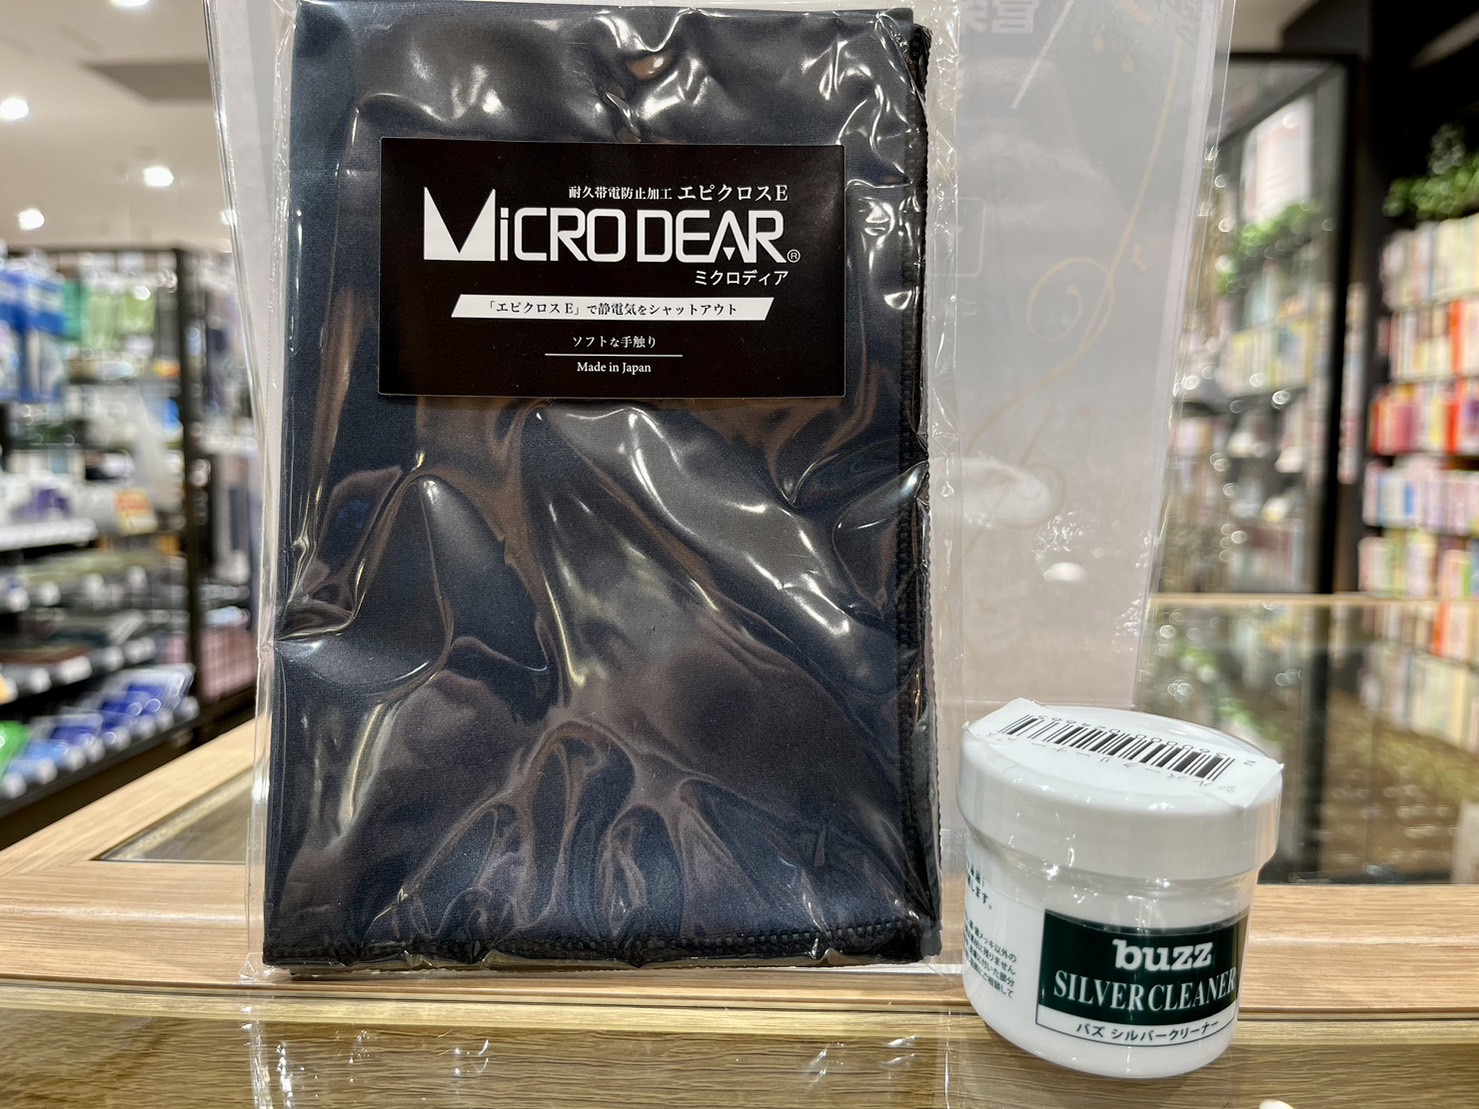 耐久帯電防止加工 エピクロスE
MiCRO DEAR®
ミクロディア
「エピクロスE」で静電気をシャットアウト
ソフトな手触り
Made in Japan
buzz
SILVER CLEANER
バズ シルバークリーナー